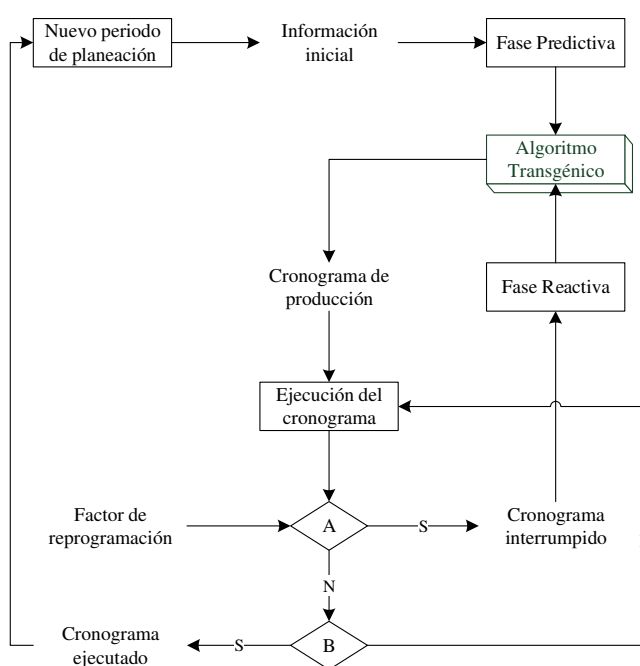 Nuevo periodo
de planeación
Información
inicial
Fase Predictiva
Algoritmo
Transgénico
Cronograma de
producción
Fase Reactiva
Ejecución del
cronograma
Factor de
reprogramación
A
S
Cronograma
interrumpido
N
Cronograma
ejecutado
S
B